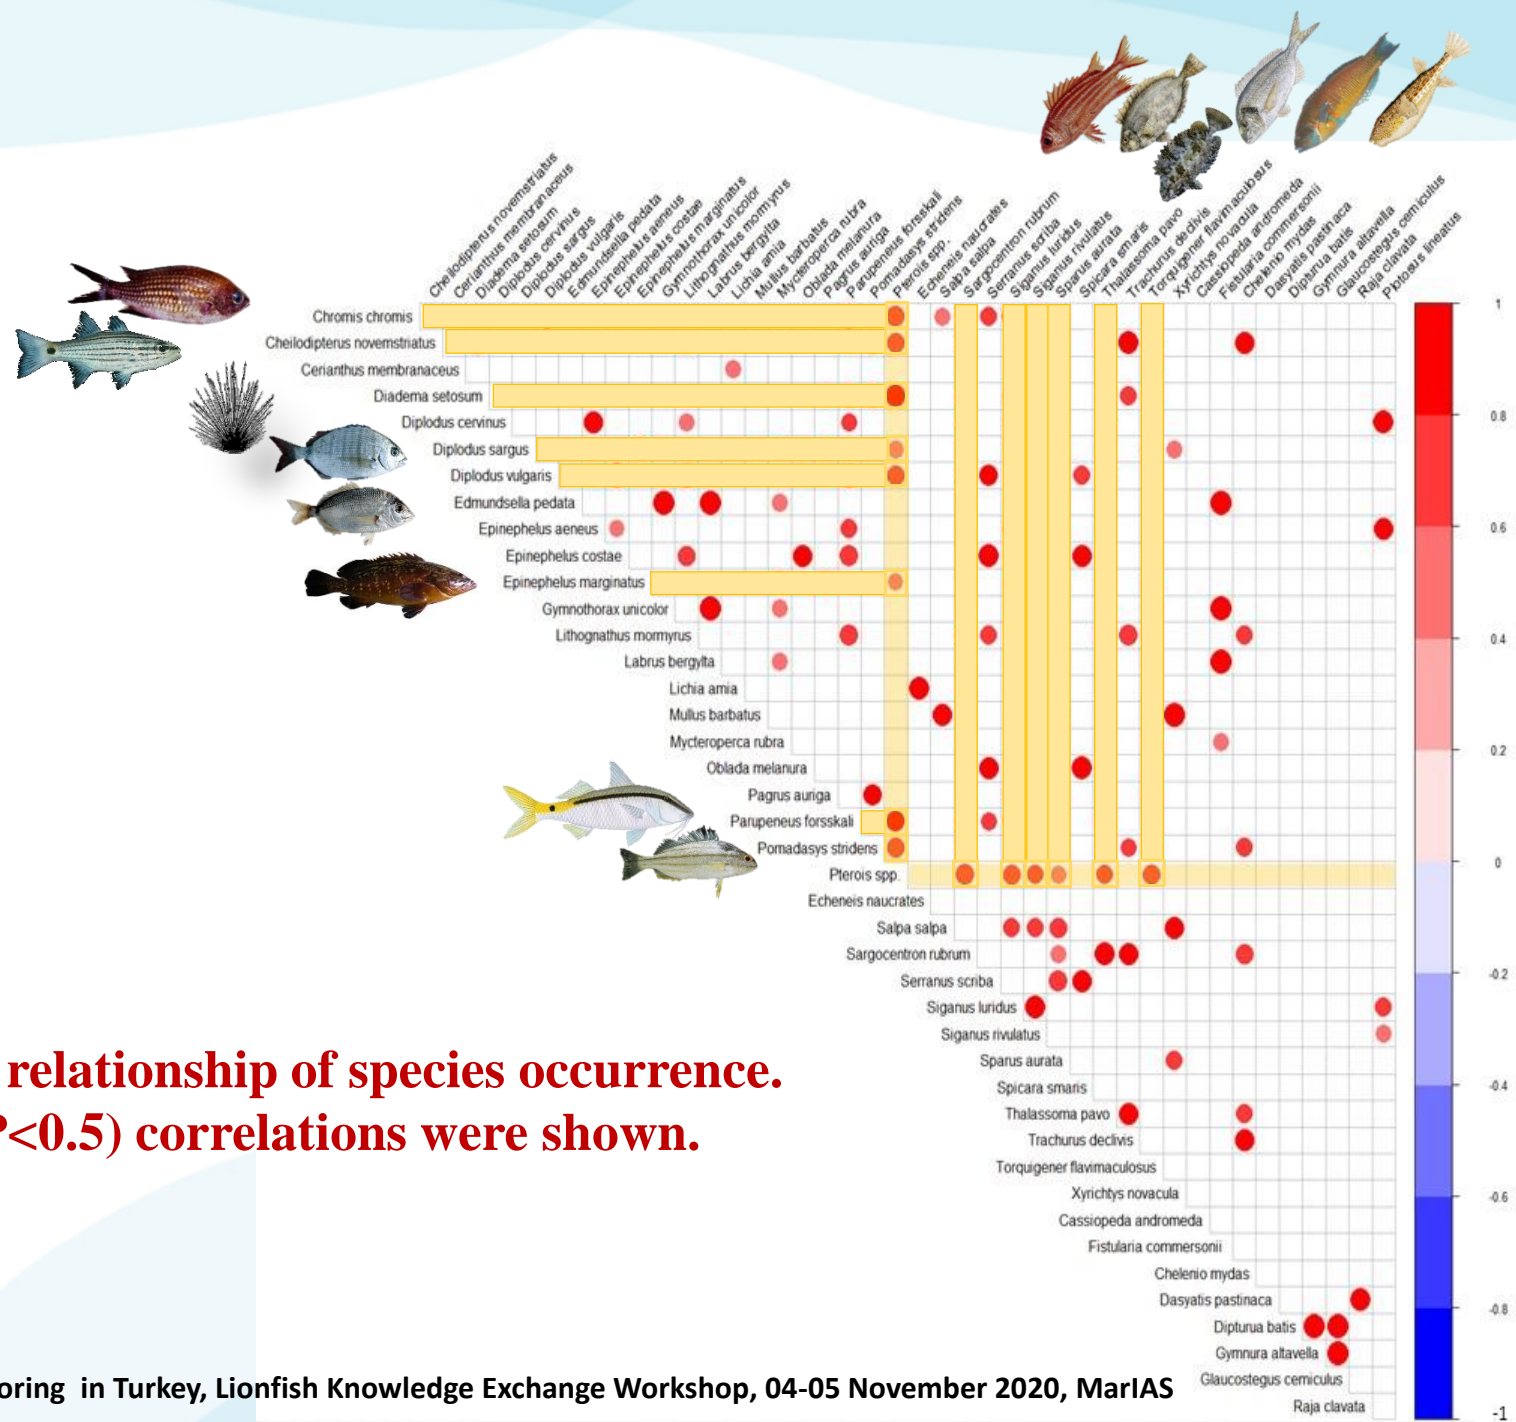 Cheilodipterus novemstriatus
Cerianthus membranaceus
Diadema setosum
Diplodus cervinus
Diplodus sargus
Diplodus vulgaris
Edmundsella pedata
Epinephelus aeneus
Epinephelus costae
Epinephelus marginatus
Gymnothorax unicolor
Lithognathus mormyrus
Labrus bergylta
Lichia amia
Mullus barbatus
Mycteroperca rubra
Oblada melanura
Pagrus auriga
Parupeneus forsskali
Pomadasys stridens
Pterois spp.
Echeneis naucrates
Salpa salpa
Sargocentron rubrum
Serranus scriba
Siganus luridus
Siganus rivulatus
Sparus aurata
Spicara smaris
Thalassoma pavo
Trachurus declivis
Torquigener flavimaculosus
Xyrichtys novacula
Cassiopeda andromeda
Fistularia commersonii
Chelenio mydas
Dasyatis pastinaca
Dipturua batis
Gymnura altavella
Glaucostegus cemiculus
Raja clavata
Plotosus lineatus
Chromis chromis
Cheilodipterus novemstriatus
Cerianthus membranaceus
Diadema setosum
Diplodus cervinus
Diplodus sargus
Diplodus vulgaris
Edmundsella pedata
Epinephelus aeneus
Epinephelus costae
Epinephelus marginatus
Gymnothorax unicolor
Lithognathus mormyrus
Labrus bergylta
Lichia amia
Mullus barbatus
Mycteroperca rubra
Oblada melanura
Pagrus auriga
Parupeneus forsskali
Pomadasys stridens
Pterois spp.
Echeneis naucrates
Salpa salpa
Sargocentron rubrum
Serranus scriba
Siganus luridus
Siganus rivulatus
Sparus aurata
Spicara smaris
Thalassoma pavo
Trachurus declivis
Torquigener flavimaculosus
Xyrichtys novacula
Cassiopeda andromeda
Fistularia commersonii
Chelenio mydas
Dasyatis pastinaca
Dipturua batis
Gymnura altavella
Glaucostegus cemiculus
Raja clavata
1
0.8
0.6
0.4
0.2
0
-0.2
-0.4
-0.6
-0.8
-1
relationship of species occurrence.
P<0.5) correlations were shown.
oring in Turkey, Lionfish Knowledge Exchange Workshop, 04-05 November 2020, MarIAS